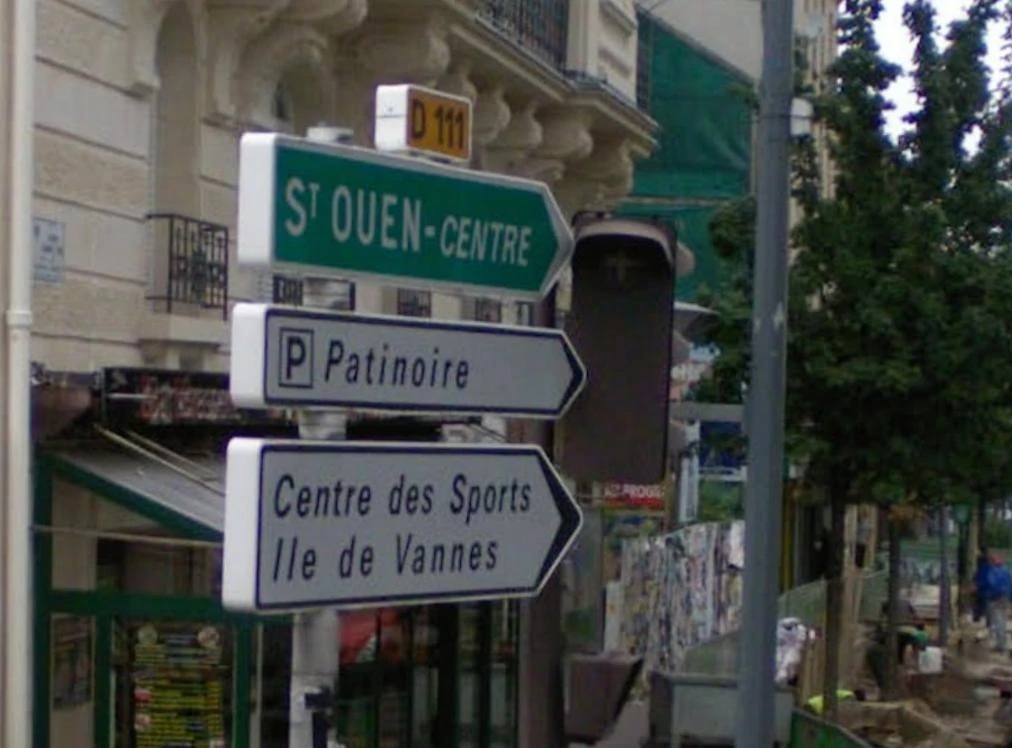 D 111
ST OUEN-CENTRE
P Patinoire
Centre des Sports
Ile de Vannes